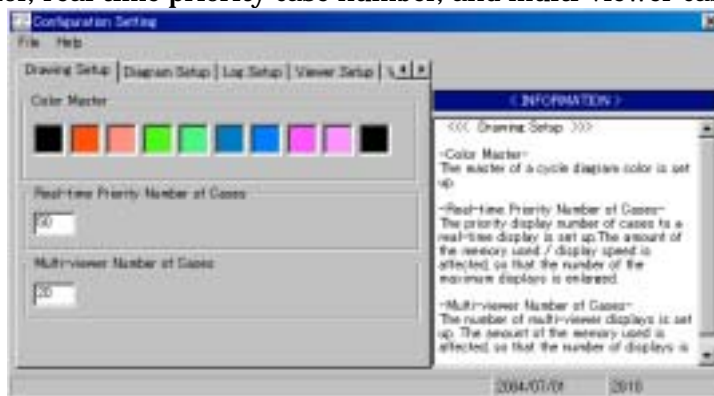 real time priority case number, and multi viewer
Configuration Setting
File Help
Drawing Setup Diagram Setup Log Setup Viewer Setup
Color Master
Real-time Priority Number of Cases
50
Multi-viewer Number of Cases
20
< INFORMATION >
<<< Drawing Setup >>>
-Color Master-
The master of a cycle diagram color is set
up.
-Real-time Priority Number of Cases-
The priority display number of cases to a
real-time display is set up. The amount of
the memory used / display speed is
affected, so that the number of the
maximum displays is enlarged.
-Multi-viewer Number of Cases-
The number of multi-viewer displays is set
up. The amount of the memory used is
affected, so that the number of displays is
2004/07/01